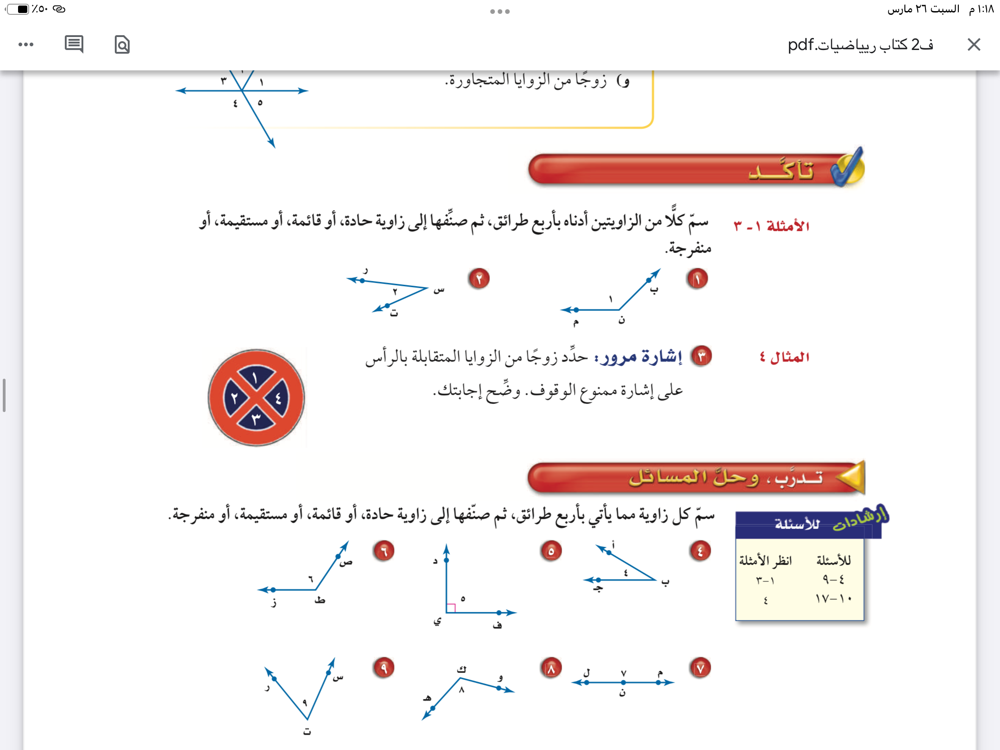 ١:١٨ م السبت ٢٦ مارس
٪٥٠
ف2 كتاب ريياضيات.pdf
و) زوجًا من الزوايا المتجاورة.
٣ ١
٤ ٥
تأكَّـــد
الأمثلة ١ - ٣
سمّ كلًّا من الزاويتين أدناه بأربع طرائق، ثم صنِّفها إلى زاوية حادة، أو قائمة، أو مستقيمة، أو
منفرجة.
١
ب
١
ن
م
٢
ر
س
٢
ت
المثال ٤
٣ إشارة مرور: حدِّد زوجًا من الزوايا المتقابلة بالرأس
على إشارة ممنوع الوقوف. وضِّح إجابتك.
١
٤ ٢
٣
تـــدرَّب، وحلَّ المسائل
إرشادات للأسئلة
للأسئلة انظر الأمثلة
٤–٩ ١–٣
١٠–١٧ ٤
سمّ كل زاوية مما يأتي بأربع طرائق، ثم صنّفها إلى زاوية حادة، أو قائمة، أو مستقيمة، أو منفرجة.
٤
أ
٤
ب
جـ
٥
د
٥
ي
ف
٦
ص
٦
ط
ز
٧
م ٧ ل
ن
٨
ك
و
٨
هـ
٩
س
ر
٩
ت